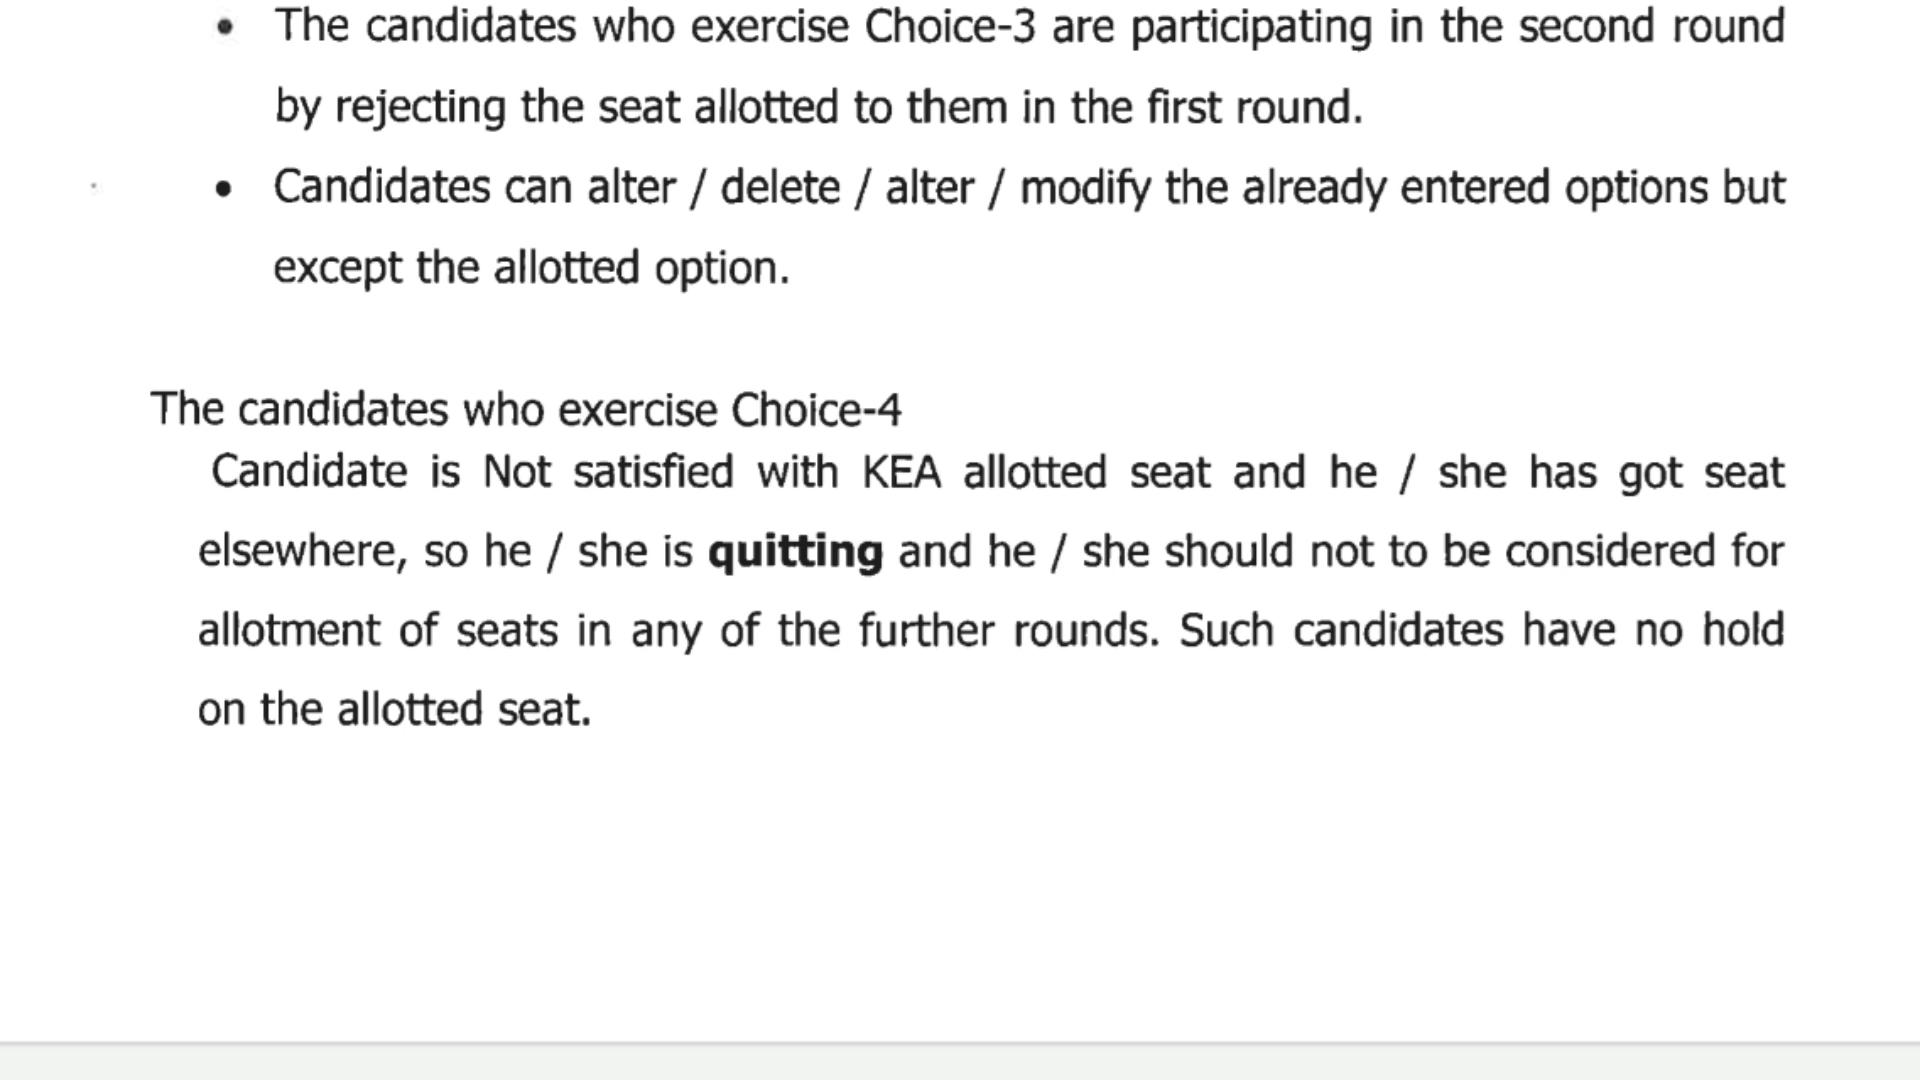 • The candidates who exercise Choice-3 are participating in the second round
by rejecting the seat allotted to them in the first round.
• Candidates can alter / delete / alter / modify the already entered options but
except the allotted option.
The candidates who exercise Choice-4
Candidate is Not satisfied with KEA allotted seat and he / she has got seat
elsewhere, so he / she is quitting and he / she should not to be considered for
allotment of seats in any of the further rounds. Such candidates have no hold
on the allotted seat.